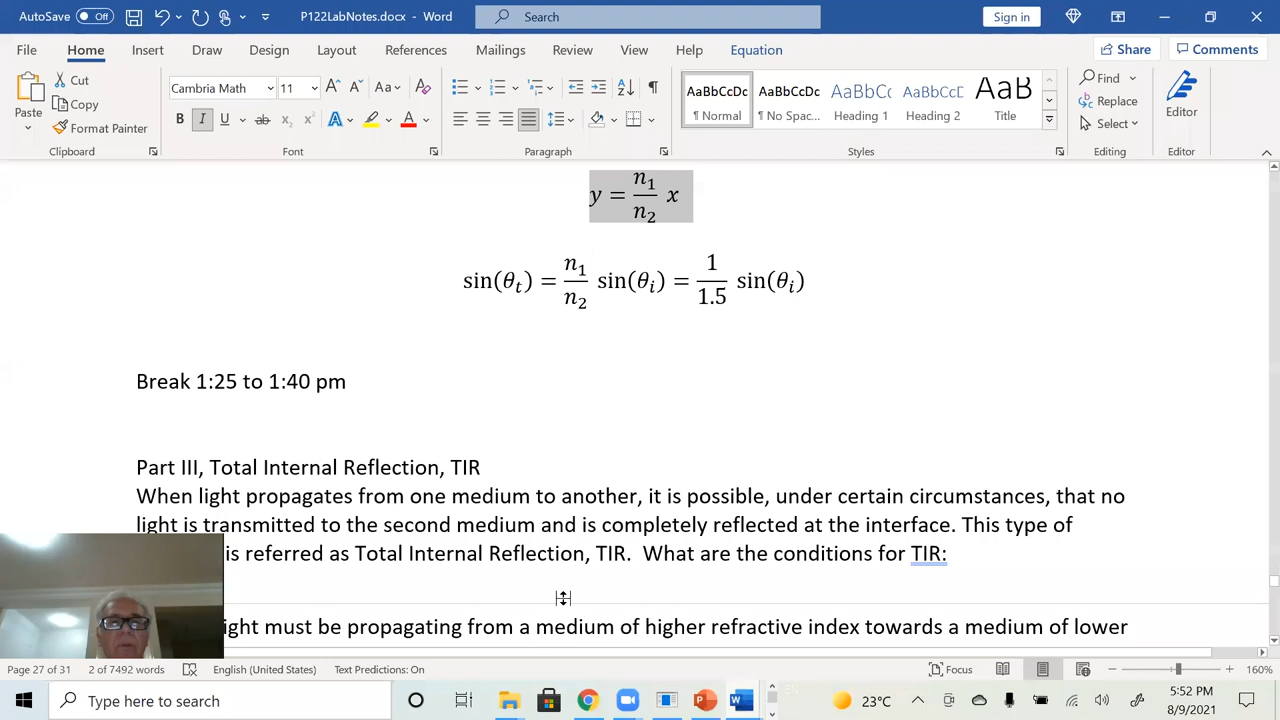 AutoSave Off P122LabNotes.docx - Word Search Sign in
File Home Insert Draw Design Layout References Mailings Review View Help Equation Share Comments
Cut
Copy
Format Painter
Paste
Cambria Math 11 Aa
B I U x₂ x² A A
AaBbCcDc AaBbCcDc AaBbCc AaBbCcD AaB
¶ Normal ¶ No Spac... Heading 1 Heading 2 Title
Find
Replace
Select
Editor
Clipboard Font Paragraph Styles Editing Editor
y = n₁/n₂ x
sin(θₜ) = n₁/n₂ sin(θᵢ) = 1/1.5 sin(θᵢ)
Break 1:25 to 1:40 pm
Part III, Total Internal Reflection, TIR
When light propagates from one medium to another, it is possible, under certain circumstances, that no
light is transmitted to the second medium and is completely reflected at the interface. This type of
is referred as Total Internal Reflection, TIR. What are the conditions for TIR:
ight must be propagating from a medium of higher refractive index towards a medium of lower
Page 27 of 31 2 of 7492 words English (United States) Text Predictions: On Focus 160%
Type here to search 23°C 5:52 PM
8/9/2021